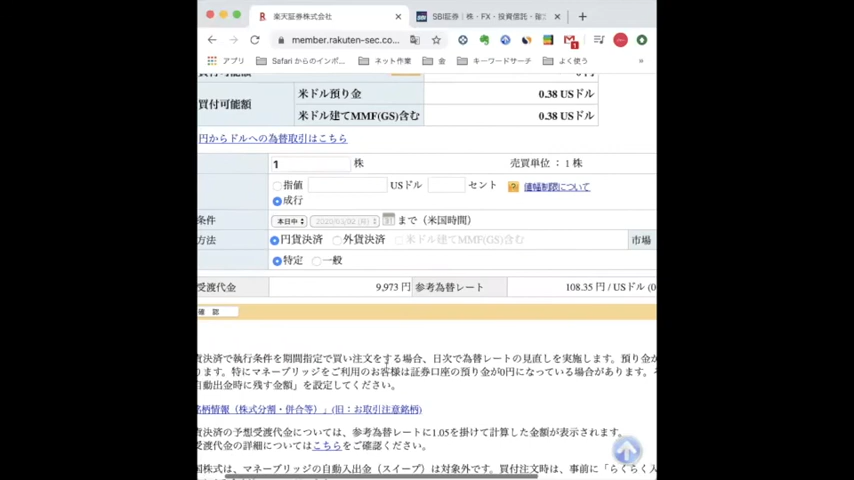 楽天証券株式会社
SBI証券｜株・FX・投資信託・確
member.rakuten-sec.co...
アプリ Safari からのインポ... ネット作業 金 キーワードサーチ よく使う
買付可能額 米ドル預り金 0.38 USドル
米ドル建てMMF(GS)含む 0.38 USドル
円からドルへの為替取引はこちら
1 株 売買単位 ： 1 株
指値 USドル セント 値幅制限について
成行
条件 本日中 2020/03/02 (月) まで（米国時間）
方法 円貨決済 外貨決済 米ドル建てMMF(GS)含む 市場
特定 一般
受渡代金 9,973 円 参考為替レート 108.35 円 / USドル (0
確 認
貨決済で執行条件を期間指定で買い注文をする場合、日次で為替レートの見直しを実施します。預り金が
ります。特にマネーブリッジをご利用のお客様は証券口座の預り金が0円になっている場合があります。
自動出金時に残す金額」を設定してください。
銘柄情報（株式分割・併合等）」(旧：お取引注意銘柄)
貨決済の予想受渡代金については、参考為替レートに1.05を掛けて計算した金額が表示されます。
受渡代金の詳細についてはこちらをご確認ください。
国株式は、マネーブリッジの自動入出金（スイープ）は対象外です。買付注文時は、事前に「らくらく入